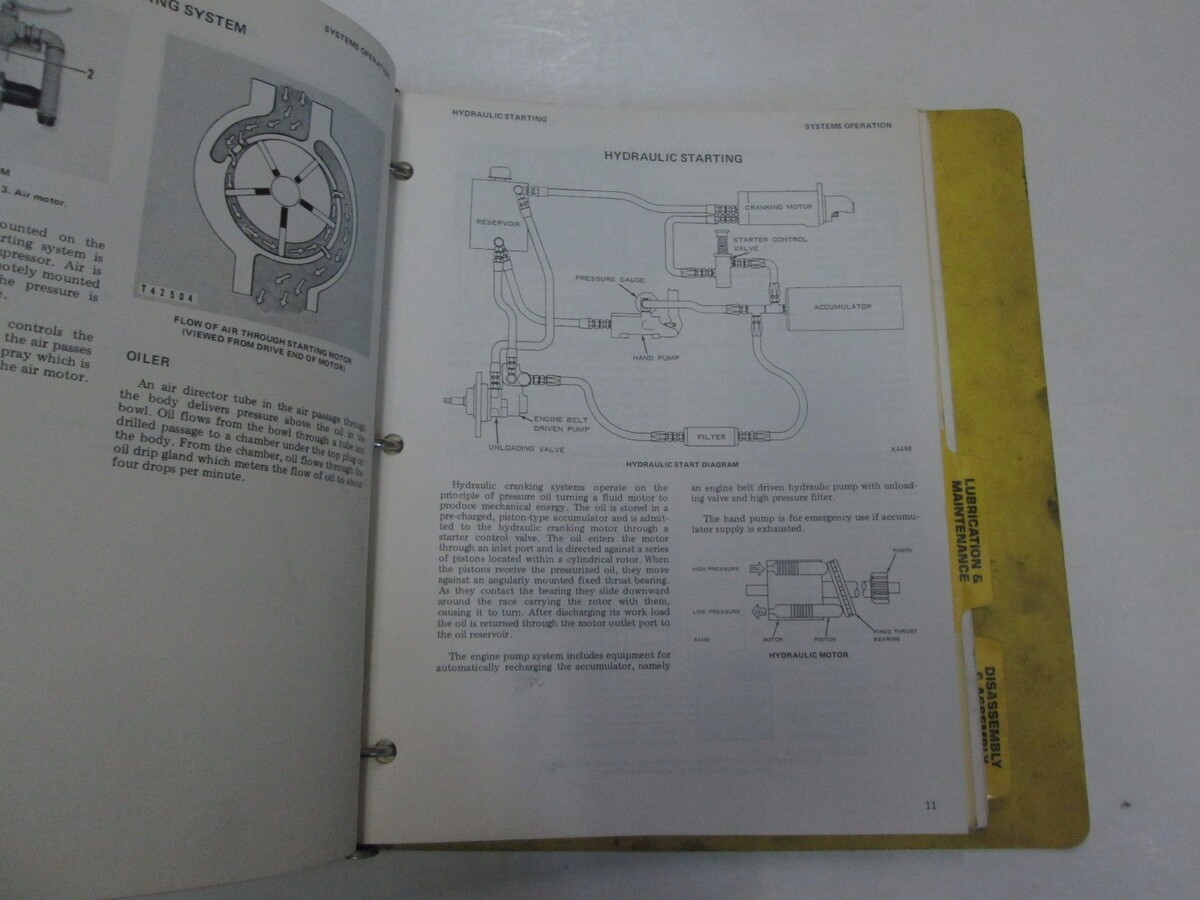 NG SYSTEM
SYSTEMS OPERATION
2
M
3. Air motor.
ounted on the
rting system is
pressor. Air is
notely mounted
he pressure is
e.
controls the
the air passes
pray which is
he air motor.
T42504
FLOW OF AIR THROUGH STARTING MOTOR
(VIEWED FROM DRIVE END OF MOTOR)
OILER
An air director tube in the air passage through
the body delivers pressure above the oil in the
bowl. Oil flows from the bowl through a tube and
drilled passage to a chamber under the top plug on
the body. From the chamber, oil flows through the
oil drip gland which meters the flow of oil to about
four drops per minute.
HYDRAULIC STARTING
SYSTEMS OPERATION
HYDRAULIC STARTING
RESERVOIR
CRANKING MOTOR
STARTER CONTROL
VALVE
PRESSURE GAUGE
ACCUMULATOR
HAND PUMP
ENGINE BELT
DRIVEN PUMP
UNLOADING VALVE
FILTER
X4498
HYDRAULIC START DIAGRAM
Hydraulic cranking systems operate on the
principle of pressure oil turning a fluid motor to
produce mechanical energy. The oil is stored in a
pre-charged, piston-type accumulator and is admit-
ted to the hydraulic cranking motor through a
starter control valve. The oil enters the motor
through an inlet port and is directed against a series
of pistons located within a cylindrical rotor. When
the pistons receive the pressurized oil, they move
against an angularly mounted fixed thrust bearing.
As they contact the bearing they slide downward
around the race carrying the rotor with them,
causing it to turn. After discharging its work load
the oil is returned through the motor outlet port to
the oil reservoir.
The engine pump system includes equipment for
automatically recharging the accumulator, namely
an engine belt driven hydraulic pump with unload-
ing valve and high pressure filter.
The hand pump is for emergency use if accumu-
lator supply is exhausted.
HIGH PRESSURE
PINION
LOW PRESSURE
ROTOR
PISTON
FIXED THRUST
BEARING
HYDRAULIC MOTOR
11
LUBRICATION &
MAINTENANCE
DISASSEMBLY
& ASSEMBLY